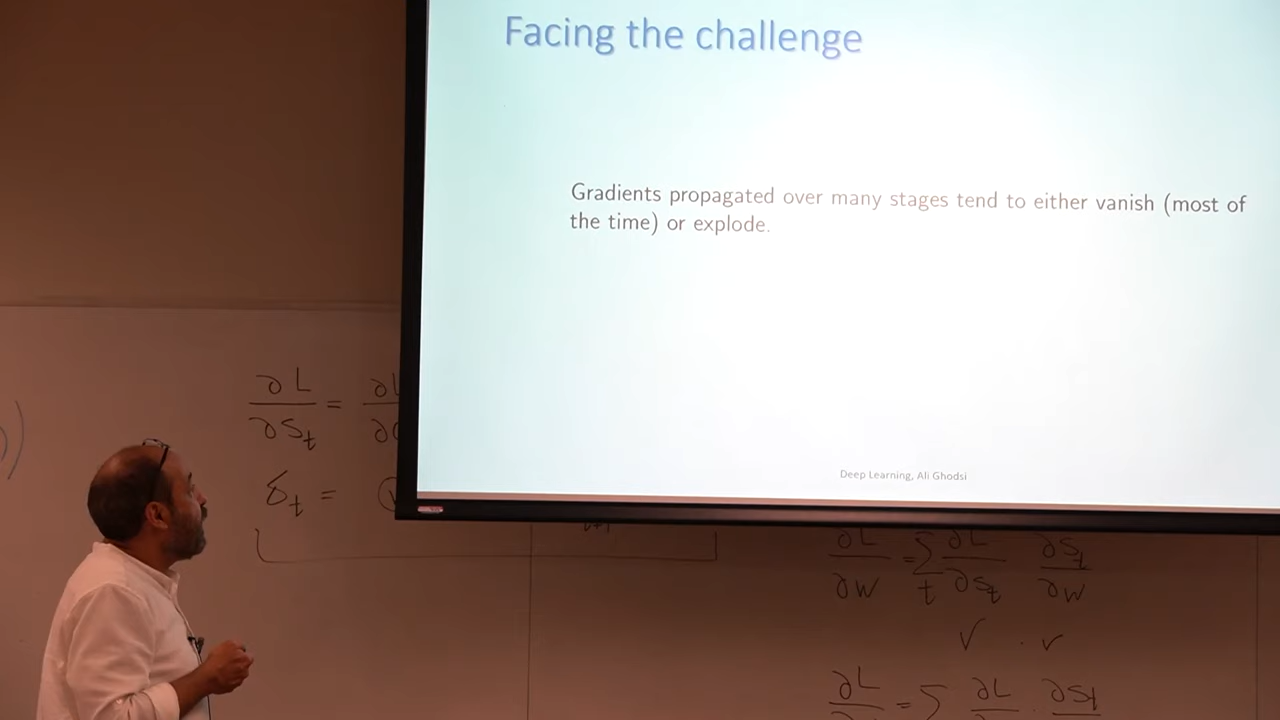 Facing the challenge
Gradients propagated over many stages tend to either vanish (most of
the time) or explode.
Deep Learning, Ali Ghodsi
∂L/∂S_t = ∂
δ_t =
∂L/∂W = Σ_t ∂L/∂S_t ∂S_t/∂W
✓ · ✓
∂L = Σ ∂L · ∂S_t